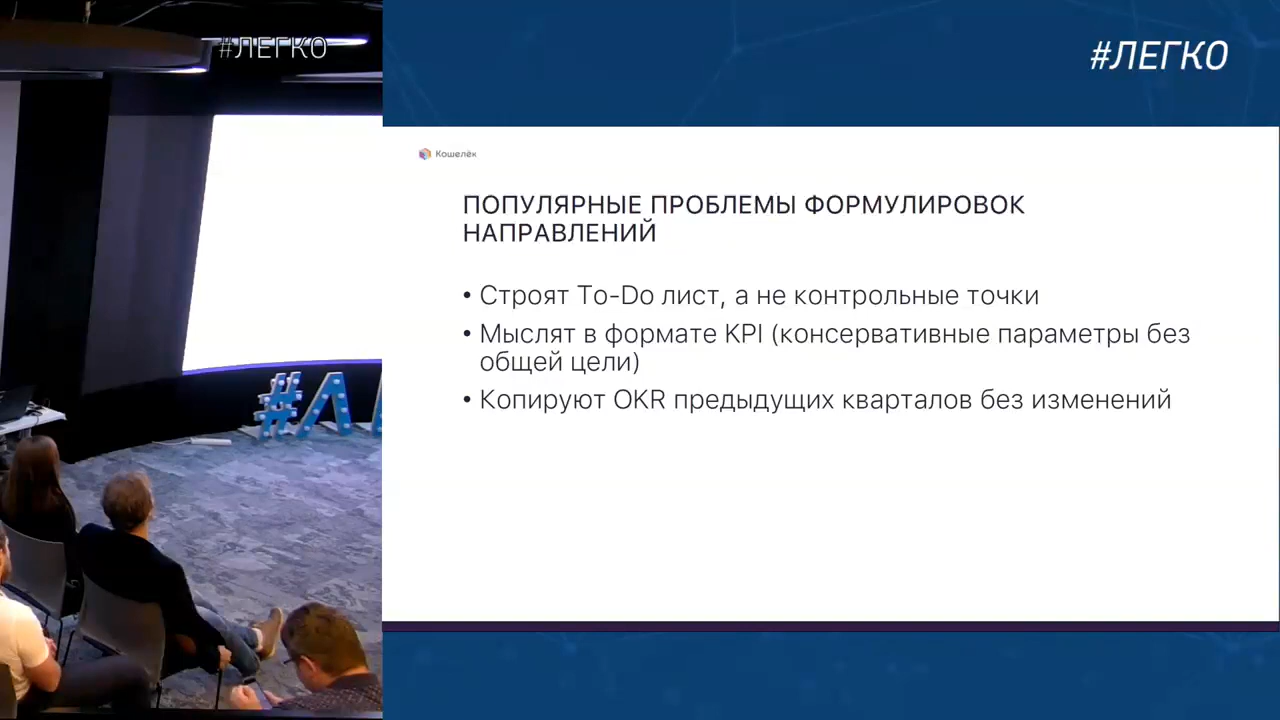 #ЛЕГКО
#ЛЕГКО
Кошелёк
ПОПУЛЯРНЫЕ ПРОБЛЕМЫ ФОРМУЛИРОВОК
НАПРАВЛЕНИЙ
• Строят To-Do лист, а не контрольные точки
• Мыслят в формате KPI (консервативные параметры без
общей цели)
• Копируют OKR предыдущих кварталов без изменений
#Л